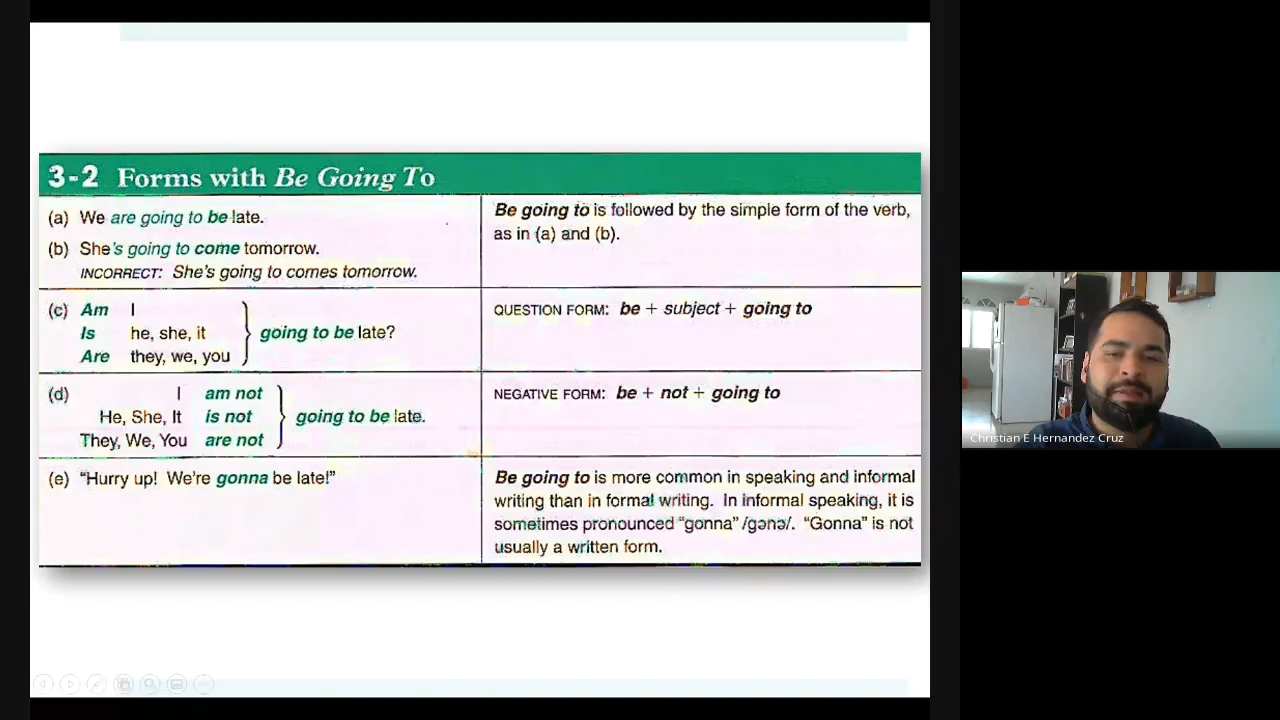 3-2 Forms with Be Going To
(a) We are going to be late.
(b) She's going to come tomorrow.
INCORRECT: She's going to comes tomorrow.
Be going to is followed by the simple form of the verb,
as in (a) and (b).
(c) Am I
Is he, she, it going to be late?
Are they, we, you
QUESTION FORM: be + subject + going to
(d) I am not
He, She, It is not going to be late.
They, We, You are not
NEGATIVE FORM: be + not + going to
(e) "Hurry up! We're gonna be late!"
Be going to is more common in speaking and informal
writing than in formal writing. In informal speaking, it is
sometimes pronounced "gonna" /gənə/. "Gonna" is not
usually a written form.
Christian E Hernandez Cruz